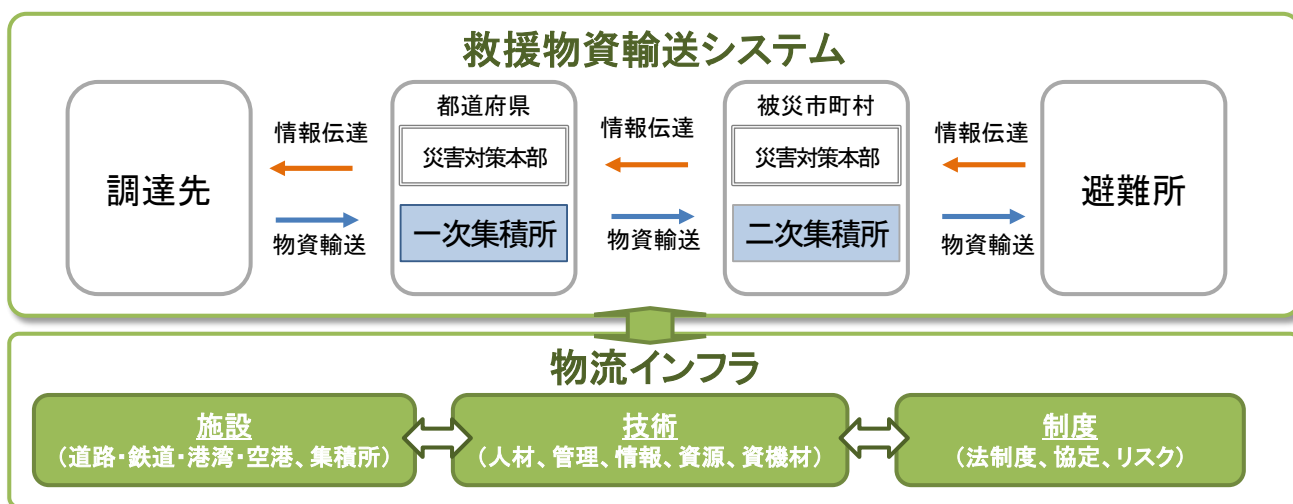 救援物資輸送システム
調達先
情報伝達
物資輸送
都道府県
災害対策本部
一次集積所
情報伝達
物資輸送
被災市町村
災害対策本部
二次集積所
情報伝達
物資輸送
避難所
物流インフラ
施設
（道路・鉄道・港湾・空港、集積所）
技術
（人材、管理、情報、資源、資機材）
制度
（法制度、協定、リスク）